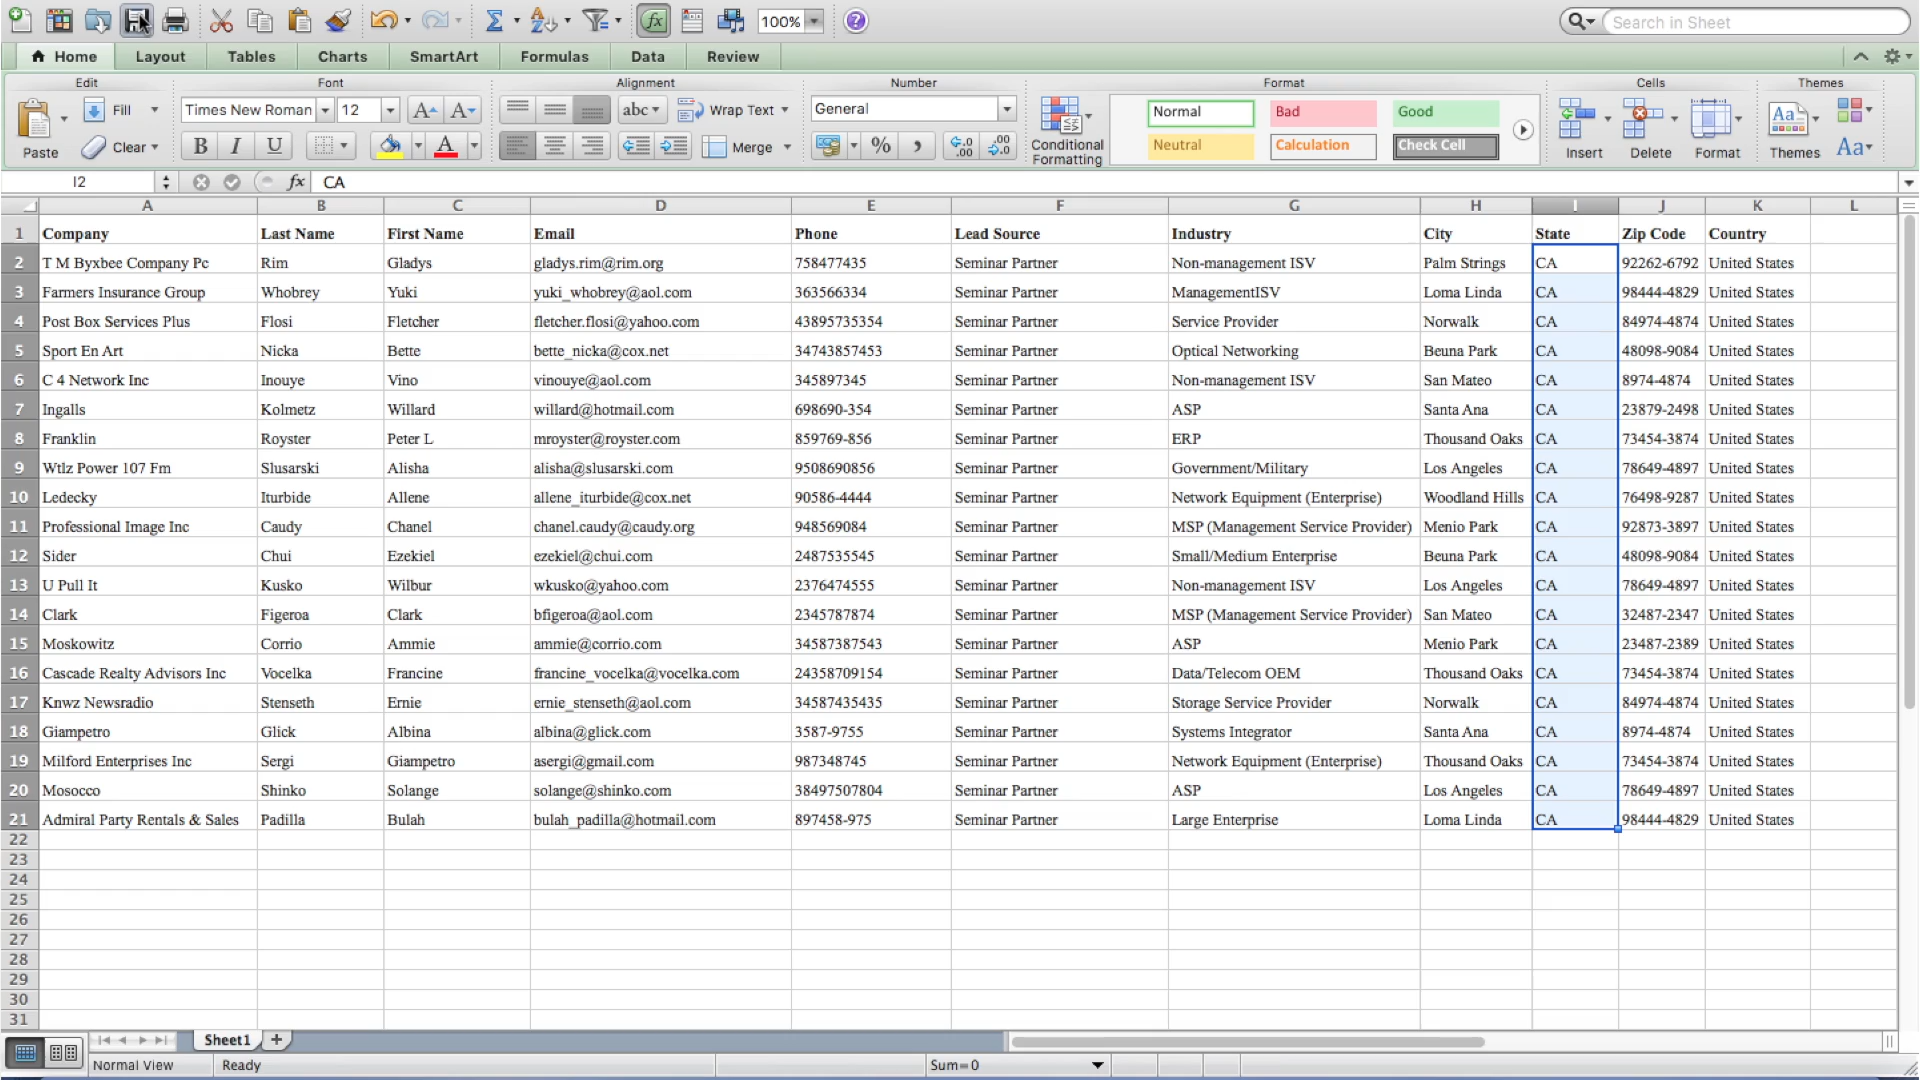 100%
Search in Sheet
Home Layout Tables Charts SmartArt Formulas Data Review
Edit Font Alignment Number Format Cells Themes
Fill Times New Roman 12 A A abc Wrap Text General Normal Bad Good
Paste Clear B I U A Merge % , .0 .00 .00 .0 Conditional Formatting Neutral Calculation Check Cell Insert Delete Format Themes Aa
I2 fx CA
A B C D E F G H I J K L
1 Company Last Name First Name Email Phone Lead Source Industry City State Zip Code Country
2 T M Byxbee Company Pc Rim Gladys gladys.rim@rim.org 758477435 Seminar Partner Non-management ISV Palm Strings CA 92262-6792 United States
3 Farmers Insurance Group Whobrey Yuki yuki_whobrey@aol.com 363566334 Seminar Partner ManagementISV Loma Linda CA 98444-4829 United States
4 Post Box Services Plus Flosi Fletcher fletcher.flosi@yahoo.com 43895735354 Seminar Partner Service Provider Norwalk CA 84974-4874 United States
5 Sport En Art Nicka Bette bette_nicka@cox.net 34743857453 Seminar Partner Optical Networking Beuna Park CA 48098-9084 United States
6 C 4 Network Inc Inouye Vino vinouye@aol.com 345897345 Seminar Partner Non-management ISV San Mateo CA 8974-4874 United States
7 Ingalls Kolmetz Willard willard@hotmail.com 698690-354 Seminar Partner ASP Santa Ana CA 23879-2498 United States
8 Franklin Royster Peter L mroyster@royster.com 859769-856 Seminar Partner ERP Thousand Oaks CA 73454-3874 United States
9 Wtlz Power 107 Fm Slusarski Alisha alisha@slusarski.com 9508690856 Seminar Partner Government/Military Los Angeles CA 78649-4897 United States
10 Ledecky Iturbide Allene allene_iturbide@cox.net 90586-4444 Seminar Partner Network Equipment (Enterprise) Woodland Hills CA 76498-9287 United States
11 Professional Image Inc Caudy Chanel chanel.caudy@caudy.org 948569084 Seminar Partner MSP (Management Service Provider) Menio Park CA 92873-3897 United States
12 Sider Chui Ezekiel ezekiel@chui.com 2487535545 Seminar Partner Small/Medium Enterprise Beuna Park CA 48098-9084 United States
13 U Pull It Kusko Wilbur wkusko@yahoo.com 2376474555 Seminar Partner Non-management ISV Los Angeles CA 78649-4897 United States
14 Clark Figeroa Clark bfigeroa@aol.com 2345787874 Seminar Partner MSP (Management Service Provider) San Mateo CA 32487-2347 United States
15 Moskowitz Corrio Ammie ammie@corrio.com 34587387543 Seminar Partner ASP Menio Park CA 23487-2389 United States
16 Cascade Realty Advisors Inc Vocelka Francine francine_vocelka@vocelka.com 24358709154 Seminar Partner Data/Telecom OEM Thousand Oaks CA 73454-3874 United States
17 Knwz Newsradio Stenseth Ernie ernie_stenseth@aol.com 34587435435 Seminar Partner Storage Service Provider Norwalk CA 84974-4874 United States
18 Giampetro Glick Albina albina@glick.com 3587-9755 Seminar Partner Systems Integrator Santa Ana CA 8974-4874 United States
19 Milford Enterprises Inc Sergi Giampetro asergi@gmail.com 987348745 Seminar Partner Network Equipment (Enterprise) Thousand Oaks CA 73454-3874 United States
20 Mosocco Shinko Solange solange@shinko.com 38497507804 Seminar Partner ASP Los Angeles CA 78649-4897 United States
21 Admiral Party Rentals & Sales Padilla Bulah bulah_padilla@hotmail.com 897458-975 Seminar Partner Large Enterprise Loma Linda CA 98444-4829 United States
22
23
24
25
26
27
28
29
30
31
Sheet1
Normal View Ready Sum=0